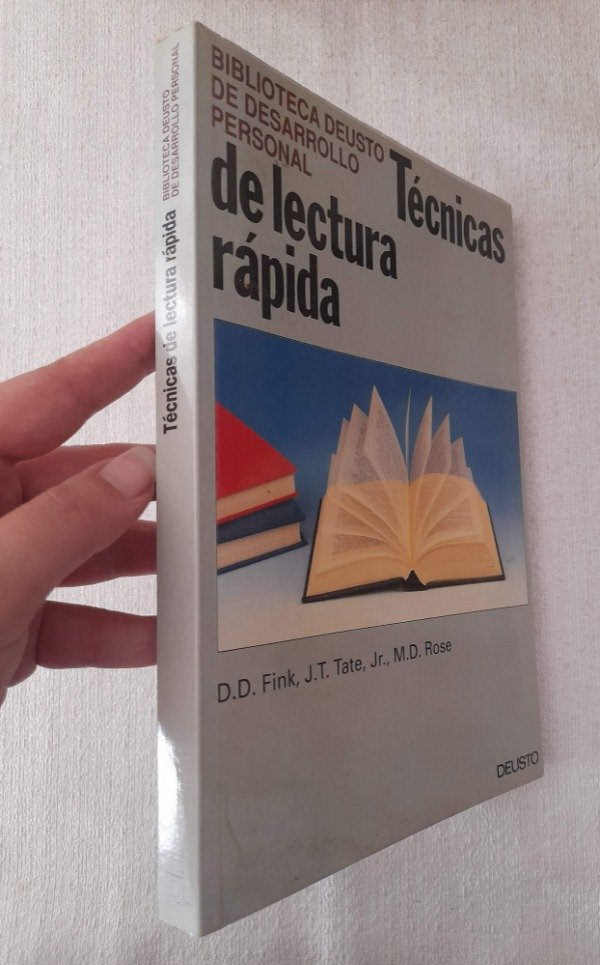 BIBLIOTECA DEUSTO
DE DESARROLLO PERSONAL
Técnicas de lectura rápida
BIBLIOTECA DEUSTO
DE DESARROLLO
PERSONAL
Técnicas
de lectura
rápida
D.D. Fink, J.T. Tate, Jr., M.D. Rose
DEUSTO